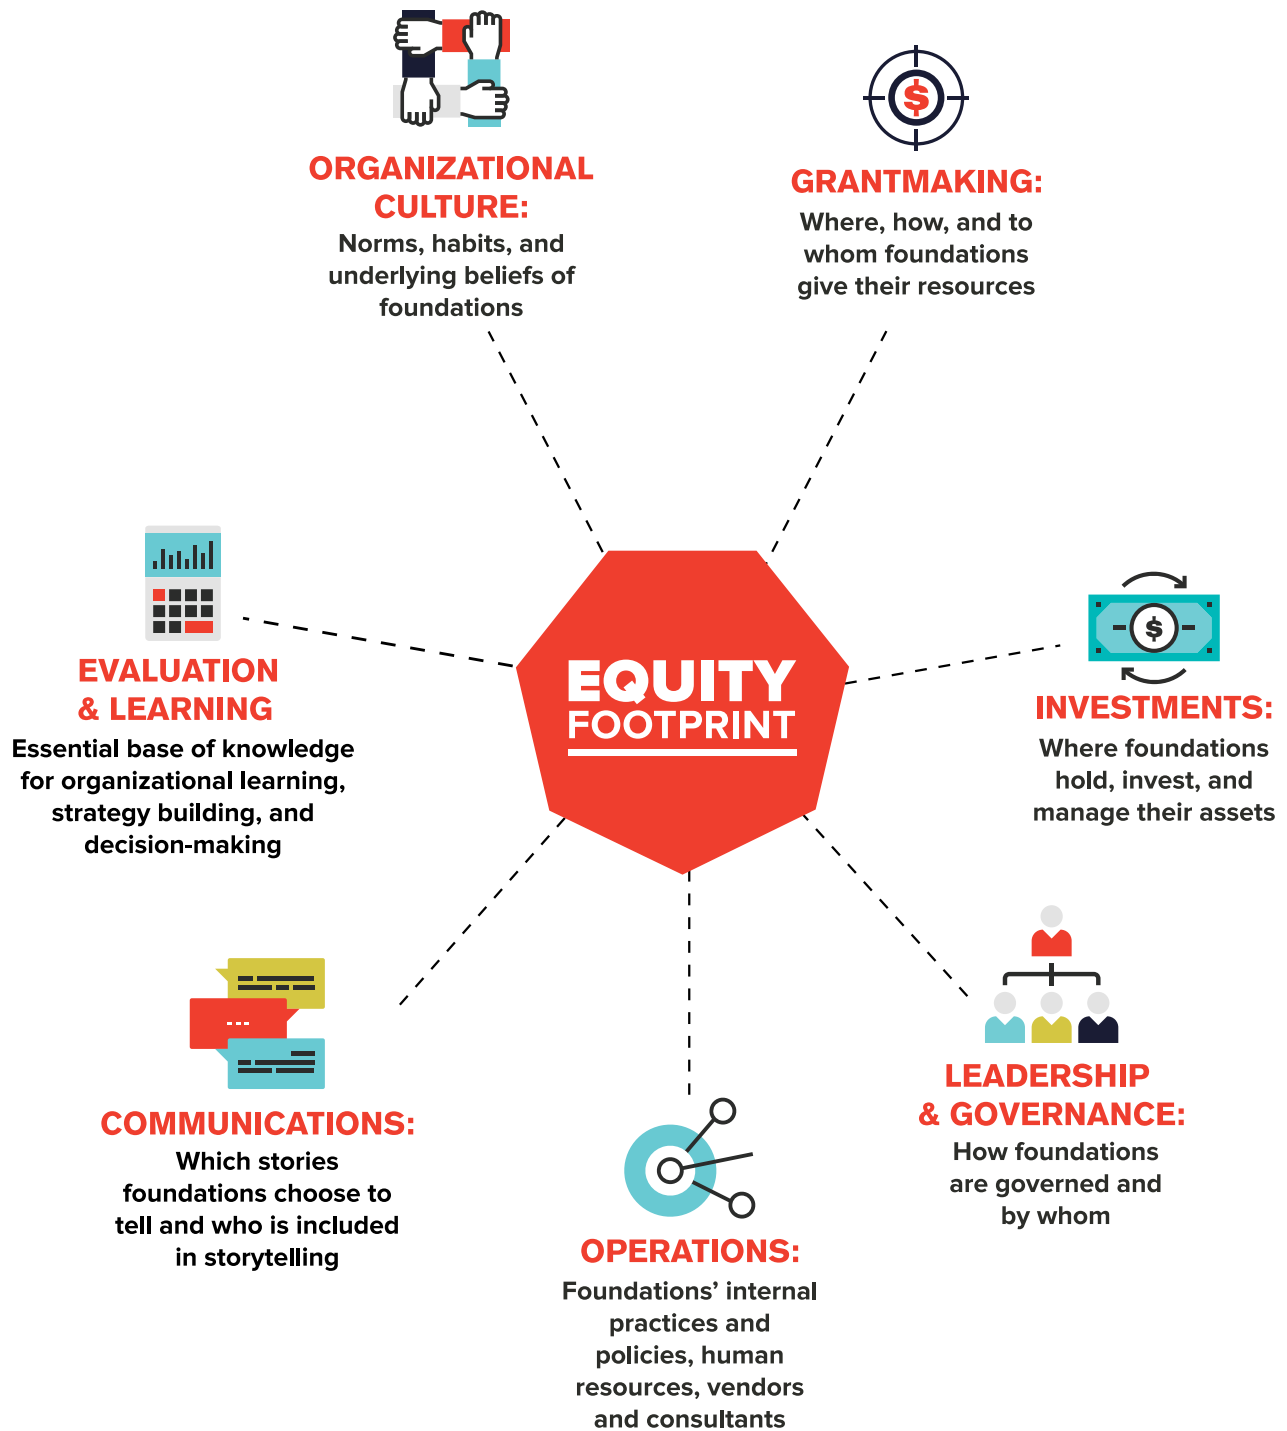 ORGANIZATIONAL
CULTURE:
Norms, habits, and
underlying beliefs of
foundations
$
GRANTMAKING:
Where, how, and to
whom foundations
give their resources
EVALUATION
& LEARNING
Essential base of knowledge
for organizational learning,
strategy building, and
decision-making
EQUITY
FOOTPRINT
$
INVESTMENTS:
Where foundations
hold, invest, and
manage their assets
COMMUNICATIONS:
Which stories
foundations choose to
tell and who is included
in storytelling
LEADERSHIP
& GOVERNANCE:
How foundations
are governed and
by whom
OPERATIONS:
Foundations’ internal
practices and
policies, human
resources, vendors
and consultants